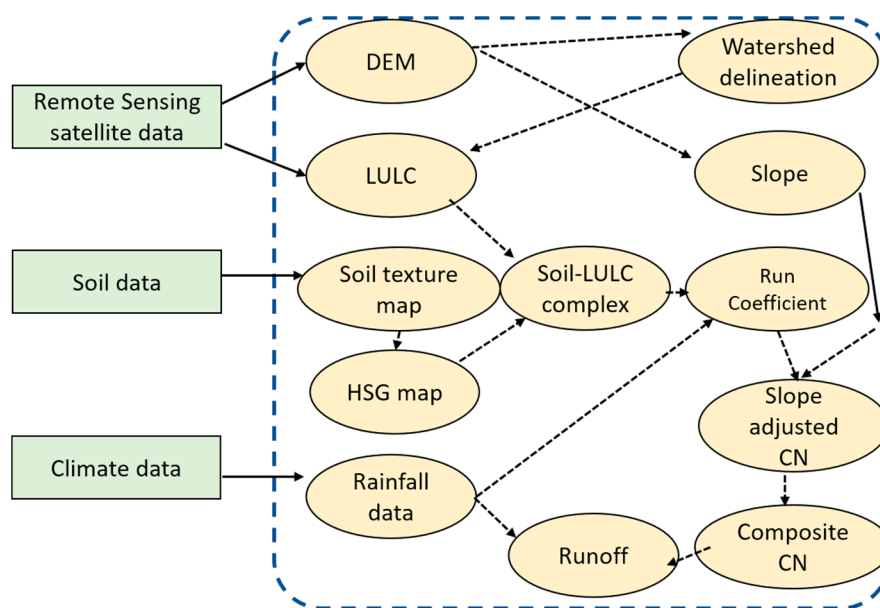 Remote Sensing
satellite data
Soil data
Climate data
DEM
Watershed
delineation
LULC
Slope
Soil texture
map
Soil-LULC
complex
Run
Coefficient
HSG map
Slope
adjusted
CN
Rainfall
data
Runoff
Composite
CN